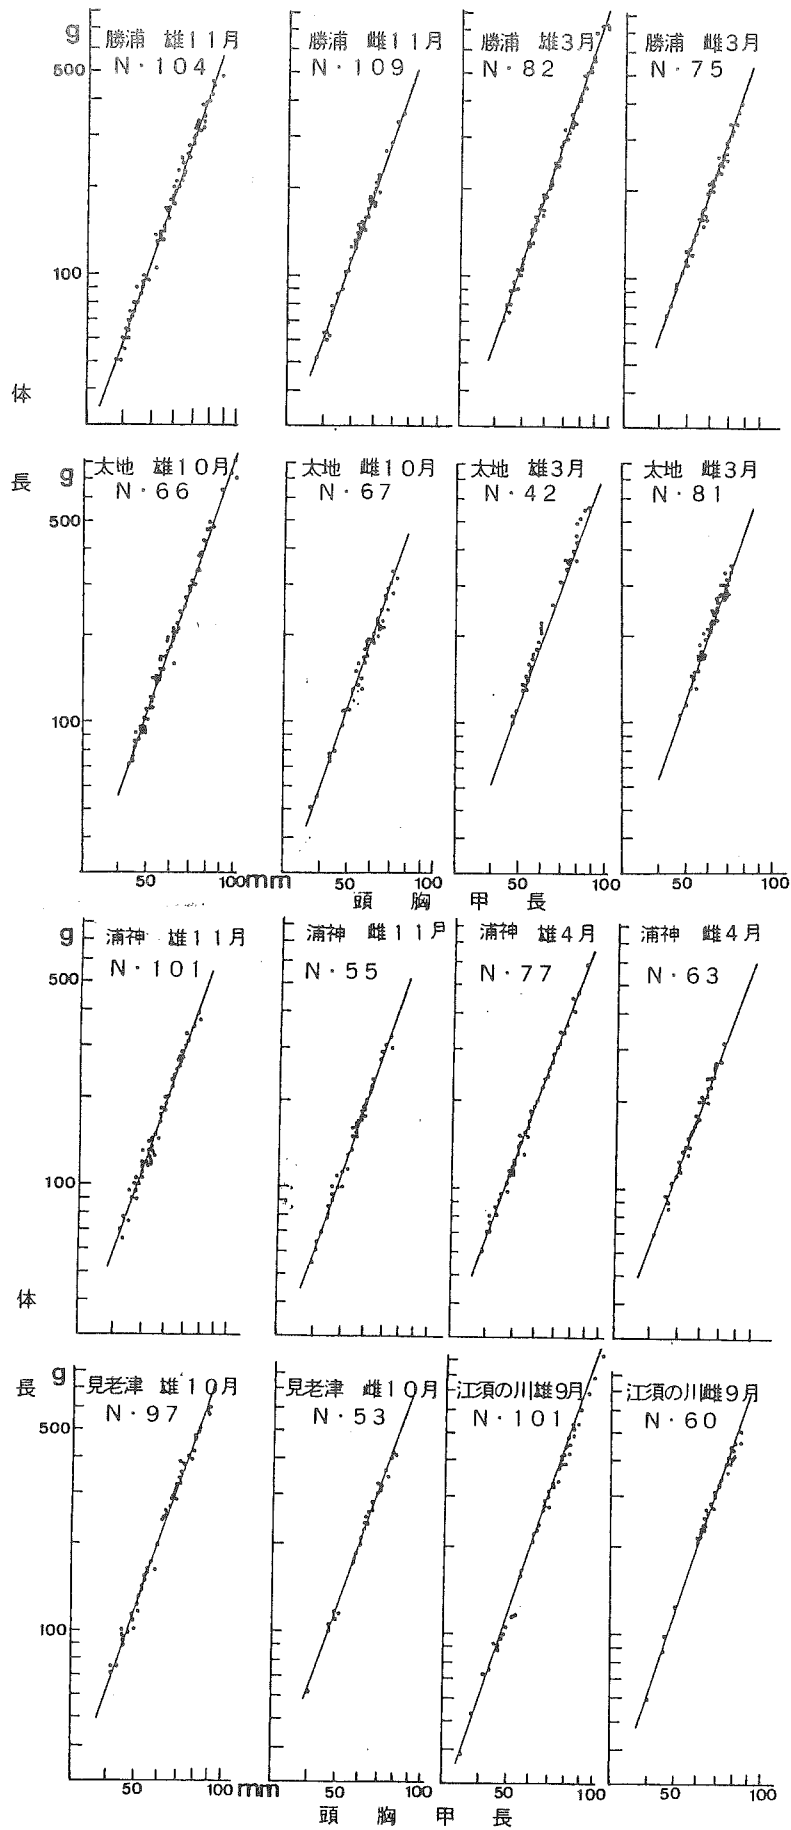 g
勝浦 雄11月
N・104
勝浦 雌11月
N・109
勝浦 雄3月
N・82
勝浦 雌3月
N・75
500
100
体
長
g
太地 雄10月
N・66
太地 雌10月
N・67
太地 雄3月
N・42
太地 雌3月
N・81
500
100
50 100mm 50 100 50 100 50 100
頭胸甲長
g
浦神 雄11月
N・101
浦神 雌11月
N・55
浦神 雄4月
N・77
浦神 雌4月
N・63
500
100
体
長
g
見老津 雄10月
N・97
見老津 雌10月
N・53
江須の川雄9月
N・101
江須の川雌9月
N・60
500
100
50 100mm 50 100 50 100 50 100
頭胸甲長